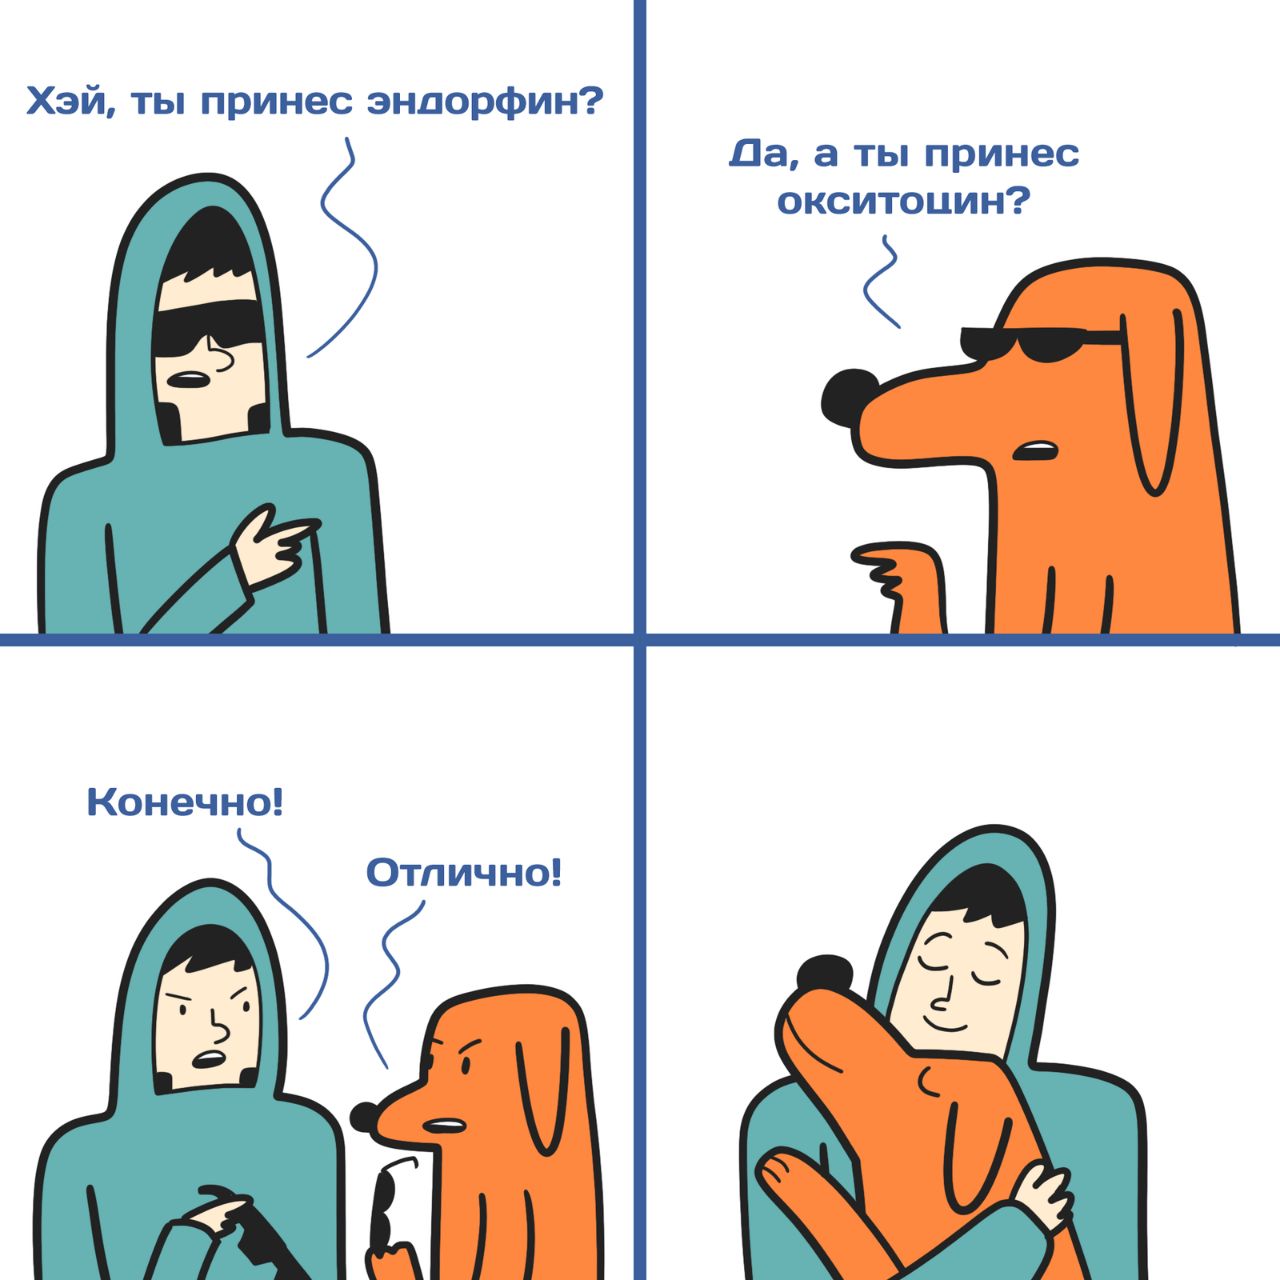 Хэй, ты принес эндорфин?
Да, а ты принес
окситоцин?
Конечно!
Отлично!